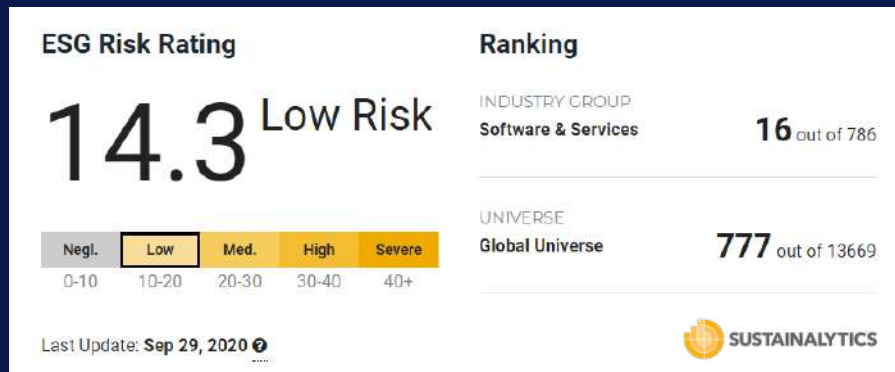 ESG Risk Rating
14.3 Low Risk
Negl. Low Med. High Severe
0-10 10-20 20-30 30-40 40+
Last Update: Sep 29, 2020 ?
Ranking
INDUSTRY GROUP
Software & Services 16 out of 786
UNIVERSE
Global Universe 777 out of 13669
SUSTAINALYTICS